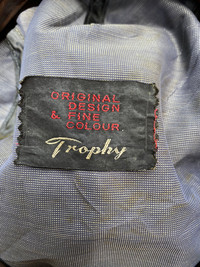 ORIGINAL
DESIGN
& FINE
COLOUR
Trophy